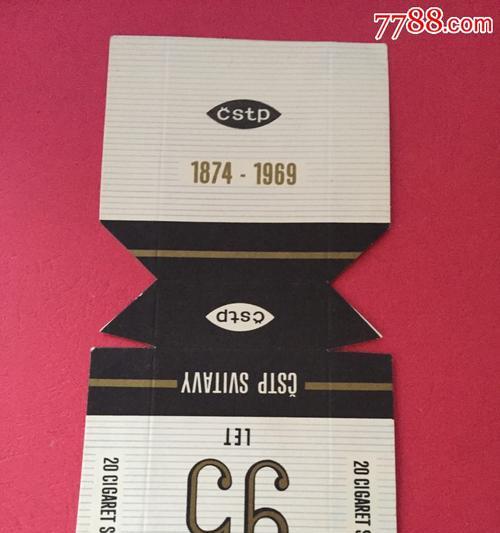 7788.com
čstp
1874 - 1969
čstp
ČSTP SVITAVY
LET
95
20 CIGARET S
20 CIGARET S